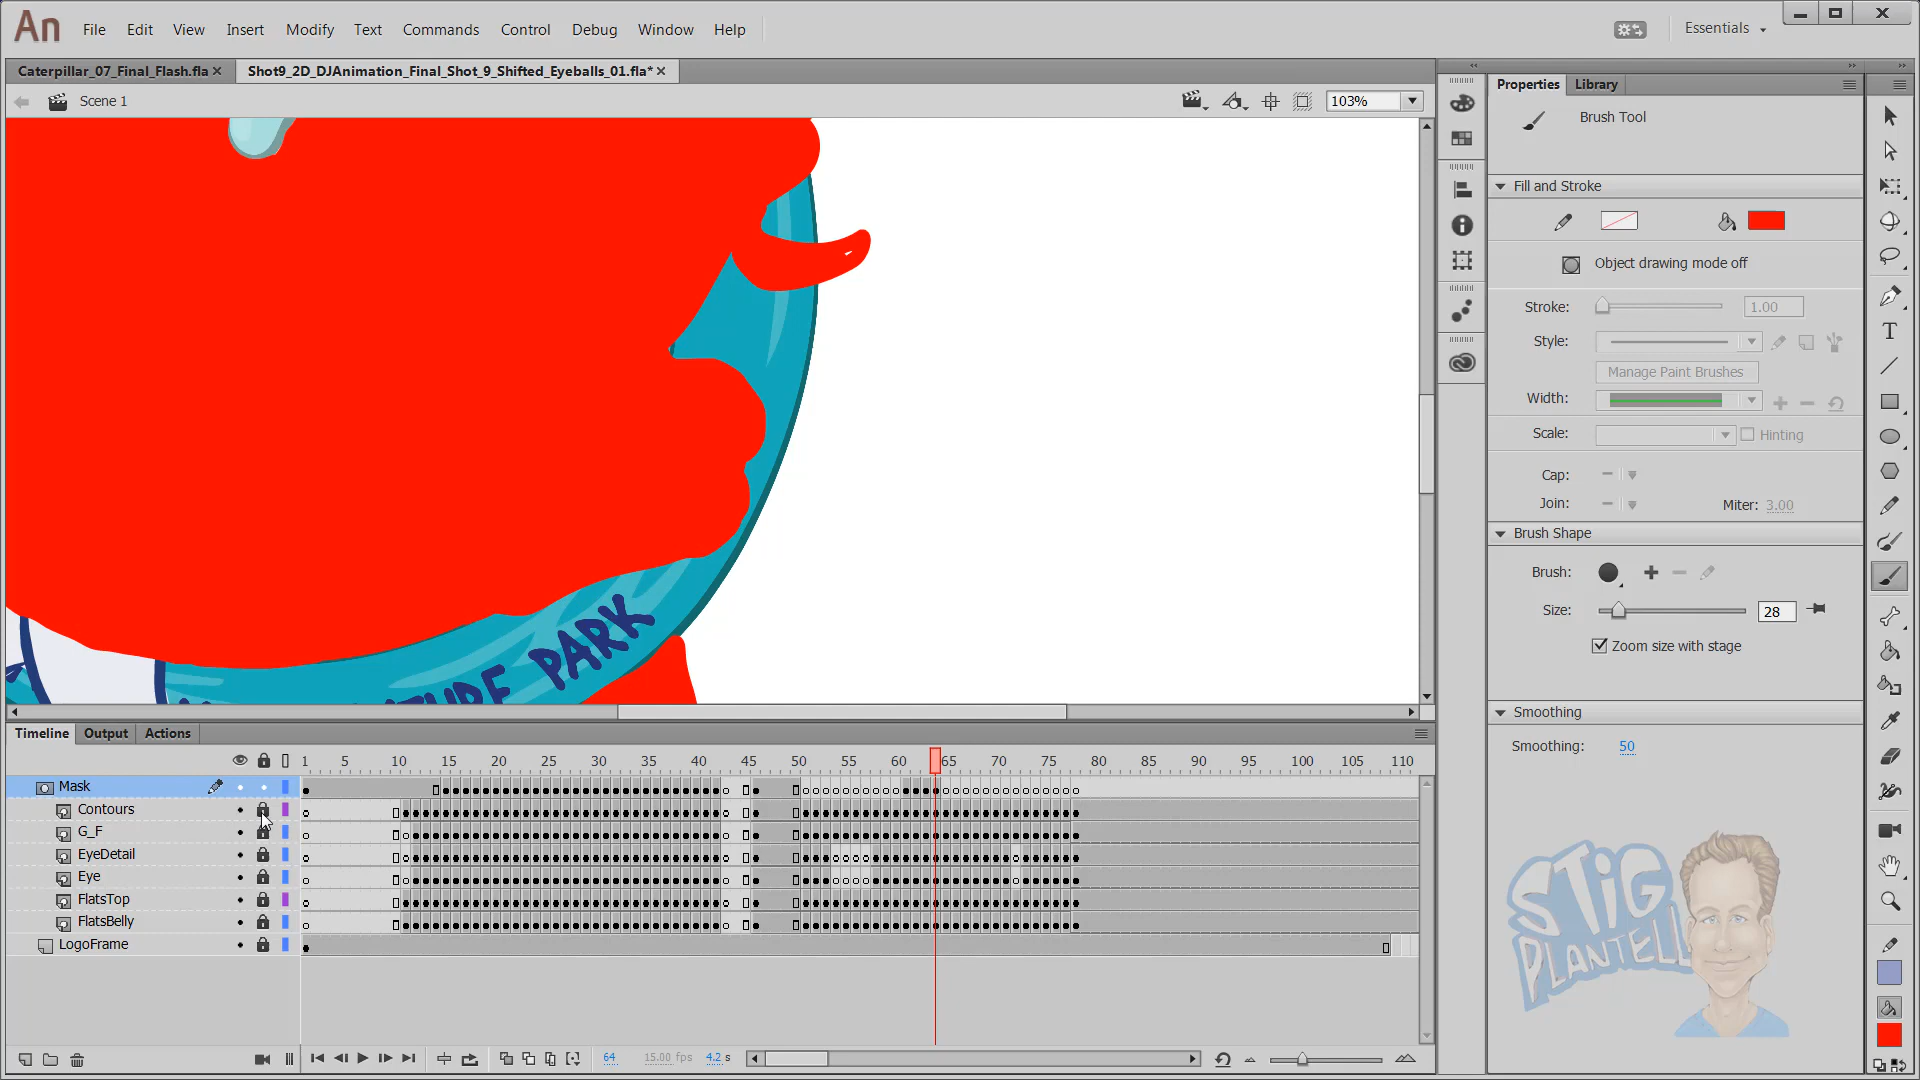 An File Edit View Insert Modify Text Commands Control Debug Window Help Essentials
Caterpillar_07_Final_Flash.fla Shot9_2D_DJAnimation_Final_Shot_9_Shifted_Eyeballs_01.fla*
Scene 1
103%
PARK
Properties Library
Brush Tool
Fill and Stroke
Object drawing mode off
Stroke: 1.00
Style:
Manage Paint Brushes
Width:
Scale: Hinting
Cap:
Join: Miter: 3.00
Brush Shape
Brush:
Size: 28
Zoom size with stage
Smoothing
Smoothing: 50
STIG PLANTELL
Timeline Output Actions
1 5 10 15 20 25 30 35 40 45 50 55 60 65 70 75 80 85 90 95 100 105 110
Mask
Contours
G_F
EyeDetail
Eye
FlatsTop
FlatsBelly
LogoFrame
64 15.00 fps 4.2 s